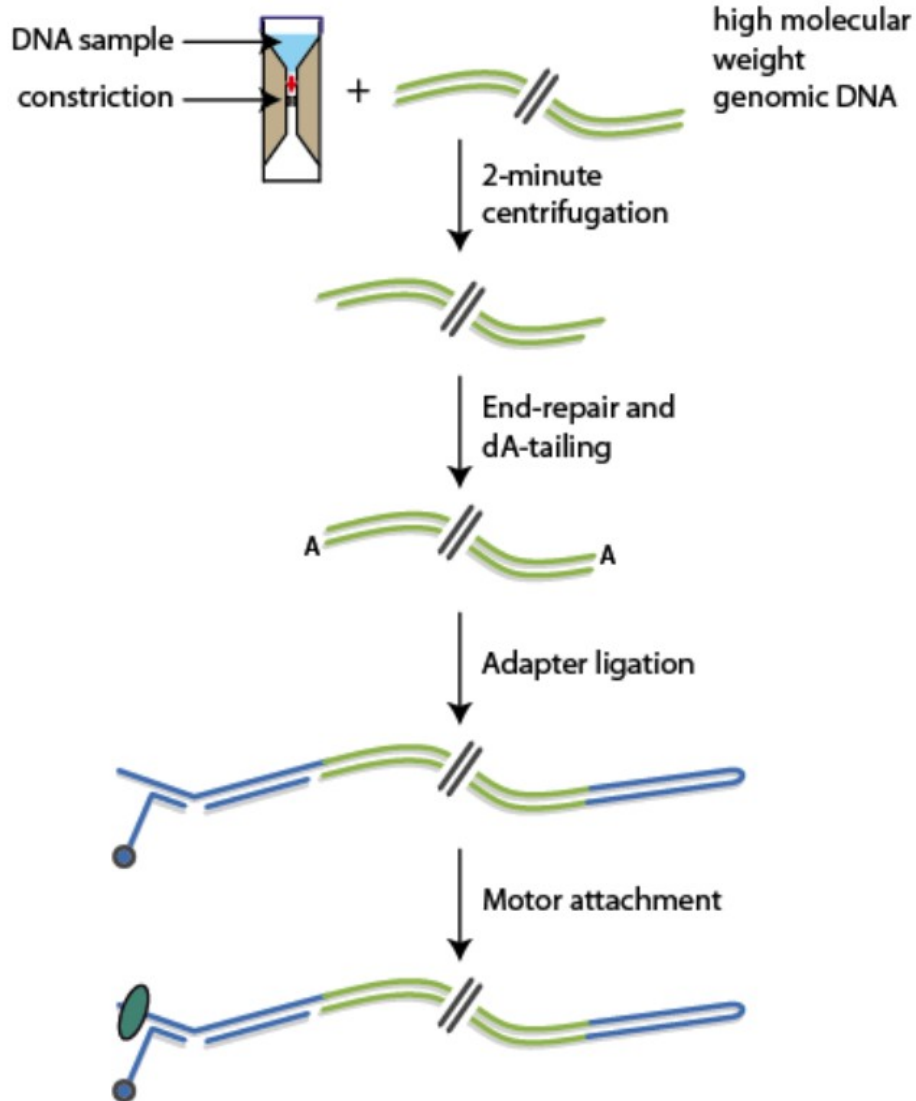 DNA sample
constriction
+
high molecular
weight
genomic DNA
2-minute
centrifugation
End-repair and
dA-tailing
A
A
Adapter ligation
Motor attachment